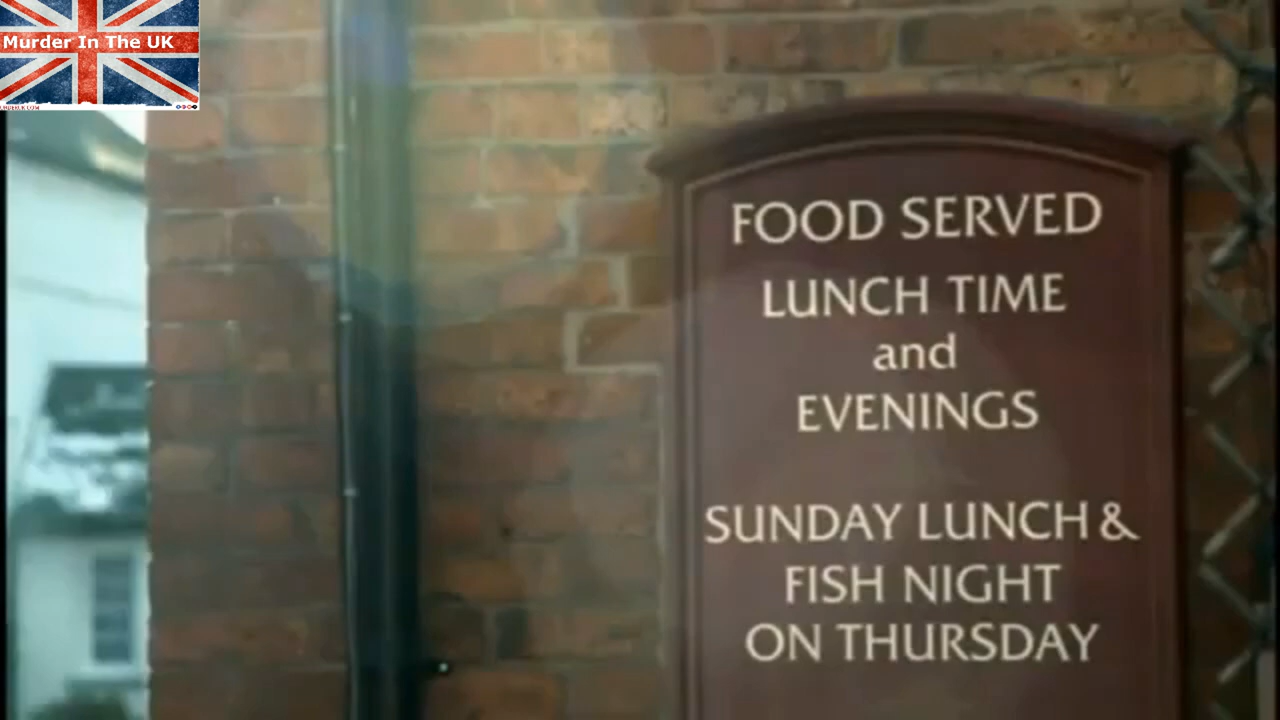 Murder In The UK
FOOD SERVED
LUNCH TIME
and
EVENINGS
SUNDAY LUNCH &
FISH NIGHT
ON THURSDAY